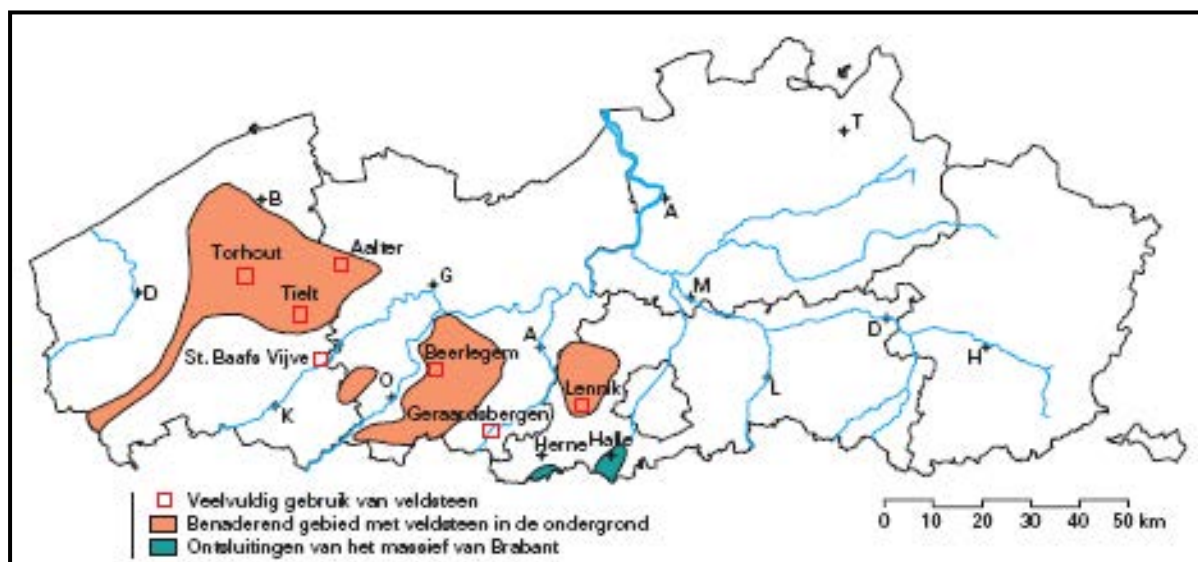 T
B
A
Torhout
Aalter
Tielt
D
G
M
St. Baafs Vijve
Beerlegem
A
D
H
O
Lennik
L
K
Geraardsbergen
Herne
Halle
Veelvuldig gebruik van veldsteen
Benaderend gebied met veldsteen in de ondergrond
Ontsluitingen van het massief van Brabant
0 10 20 30 40 50 km